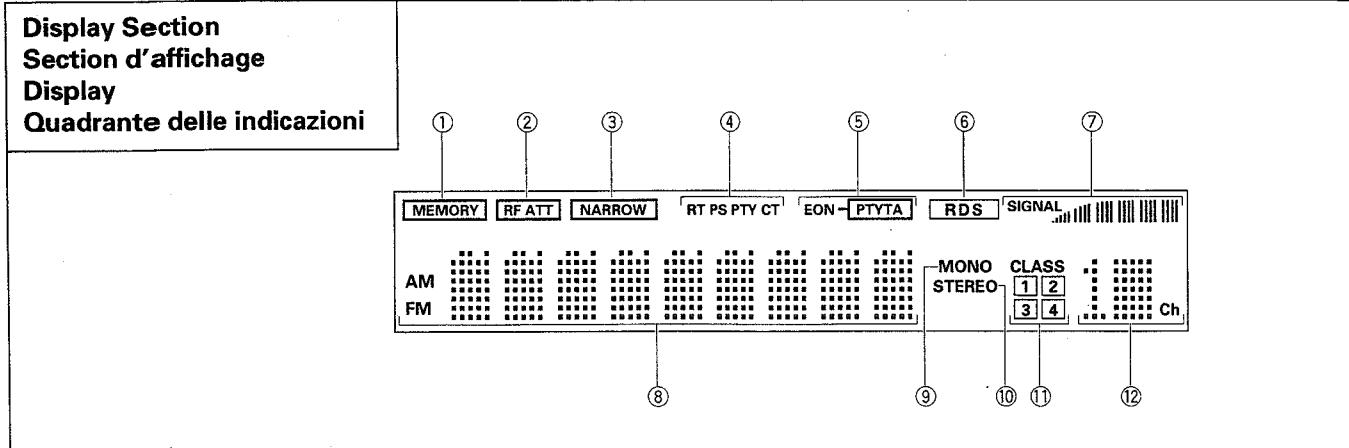 Display Section
Section d'affichage
Display
Quadrante delle indicazioni
① ② ③ ④ ⑤ ⑥ ⑦
MEMORY RF ATT NARROW RT PS PTY CT EON PTYTA RDS SIGNAL
MONO CLASS
AM STEREO 1 2
FM 3 4 Ch
⑧ ⑨ ⑩ ⑪ ⑫